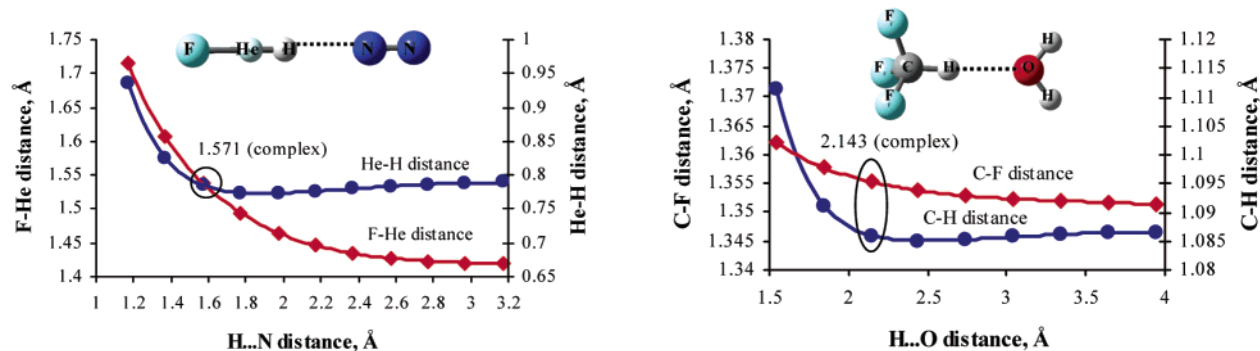 F-He distance, Å
1.75
1.7
1.65
1.6
1.55
1.5
1.45
1.4
F
He
H
N
N
1.571 (complex)
He-H distance
F-He distance
1
0.95
0.9
0.85
0.8
0.75
0.7
0.65
He-H distance, Å
1 1.2 1.4 1.6 1.8 2 2.2 2.4 2.6 2.8 3 3.2
H...N distance, Å
C-F distance, Å
1.38
1.375
1.37
1.365
1.36
1.355
1.35
1.345
1.34
F
F
F
C
H
O
H
H
2.143 (complex)
C-F distance
C-H distance
1.12
1.115
1.11
1.105
1.1
1.095
1.09
1.085
1.08
C-H distance, Å
1.5 2 2.5 3 3.5 4
H...O distance, Å